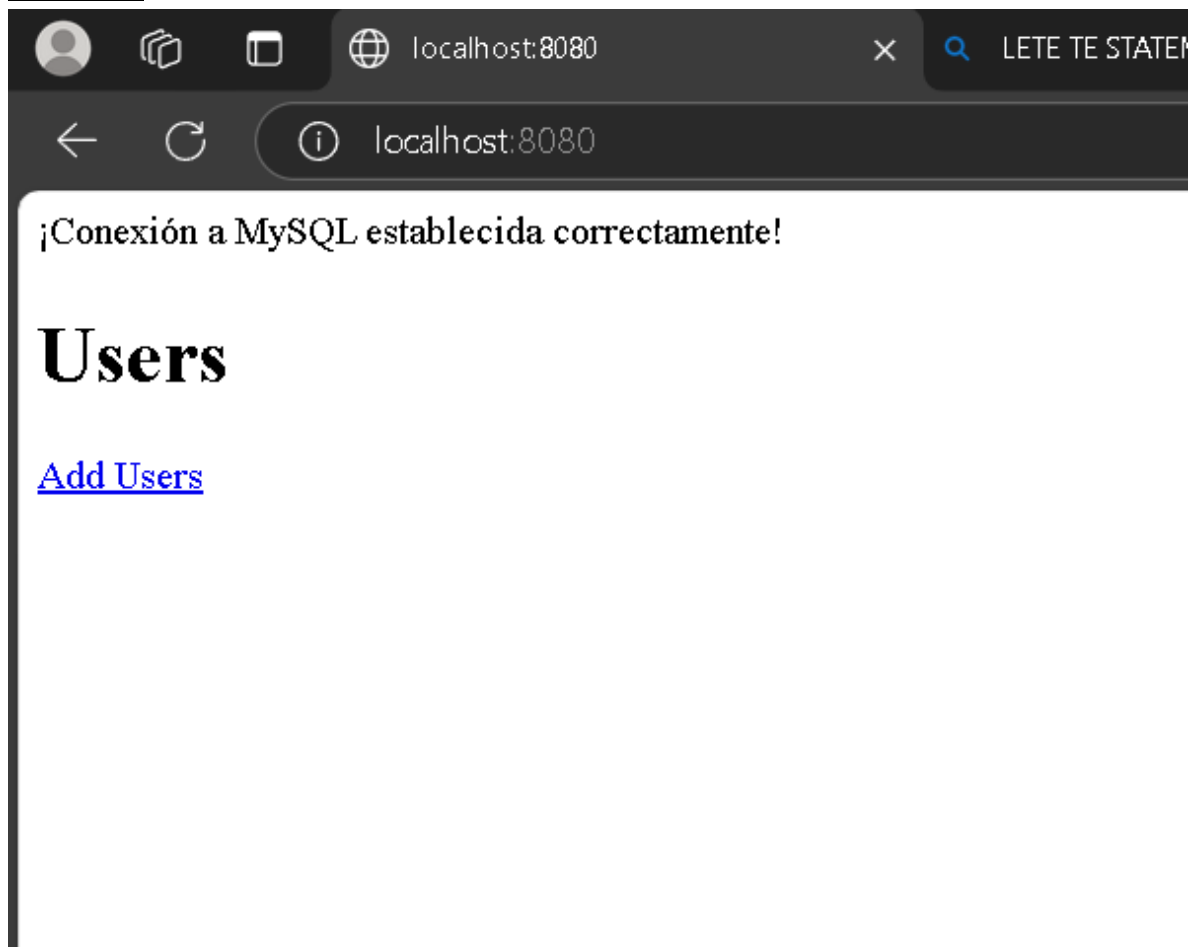 localhost:8080
LETE TE STATEM
localhost:8080
¡Conexión a MySQL establecida correctamente!
Users
Add Users